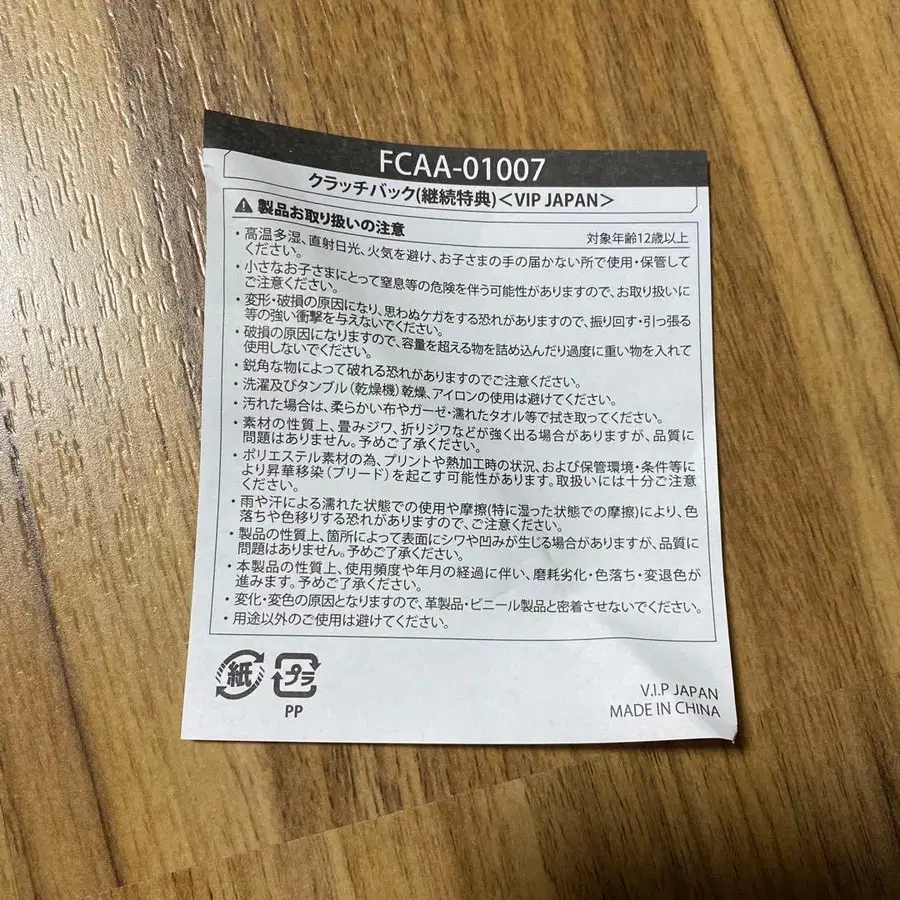 FCAA-01007
クラッチバック(継続特典)<VIP JAPAN>
製品お取り扱いの注意
対象年齢12歳以上
・高温多湿、直射日光、火気を避け、お子さまの手の届かない所で使用・保管して
ください。
・小さなお子さまにとって窒息等の危険を伴う可能性がありますので、お取り扱いに
ご注意ください。
・変形・破損の原因になり、思わぬケガをする恐れがありますので、振り回す・引っ張る
等の強い衝撃を与えないでください。
・破損の原因になりますので、容量を超える物を詰め込んだり過度に重い物を入れて
使用しないでください。
・鋭角な物によって破れる恐れがありますのでご注意ください。
・洗濯及びタンブル(乾燥機)乾燥、アイロンの使用は避けてください。
・汚れた場合は、柔らかい布やガーゼ・濡れたタオル等で拭き取ってください。
・素材の性質上、畳みジワ、折りジワなどが強く出る場合がありますが、品質に
問題はありません。予めご了承ください。
・ポリエステル素材の為、プリントや熱加工時の状況、および保管環境・条件等に
より昇華移染(ブリード)を起こす可能性があります。取扱いには十分ご注意
ください。
・雨や汗による濡れた状態での使用や摩擦(特に湿った状態での摩擦)により、色
落ちや色移りする恐れがありますので、ご注意ください。
・製品の性質上、箇所によって表面にシワや凹みが生じる場合がありますが、品質に
問題はありません。予めご了承ください。
・本製品の性質上、使用頻度や年月の経過に伴い、磨耗劣化・色落ち・変退色が
進みます。予めご了承ください。
・変化・変色の原因となりますので、革製品・ビニール製品と密着させないでください。
・用途以外のご使用は避けてください。
紙
プラ
PP
V.I.P JAPAN
MADE IN CHINA